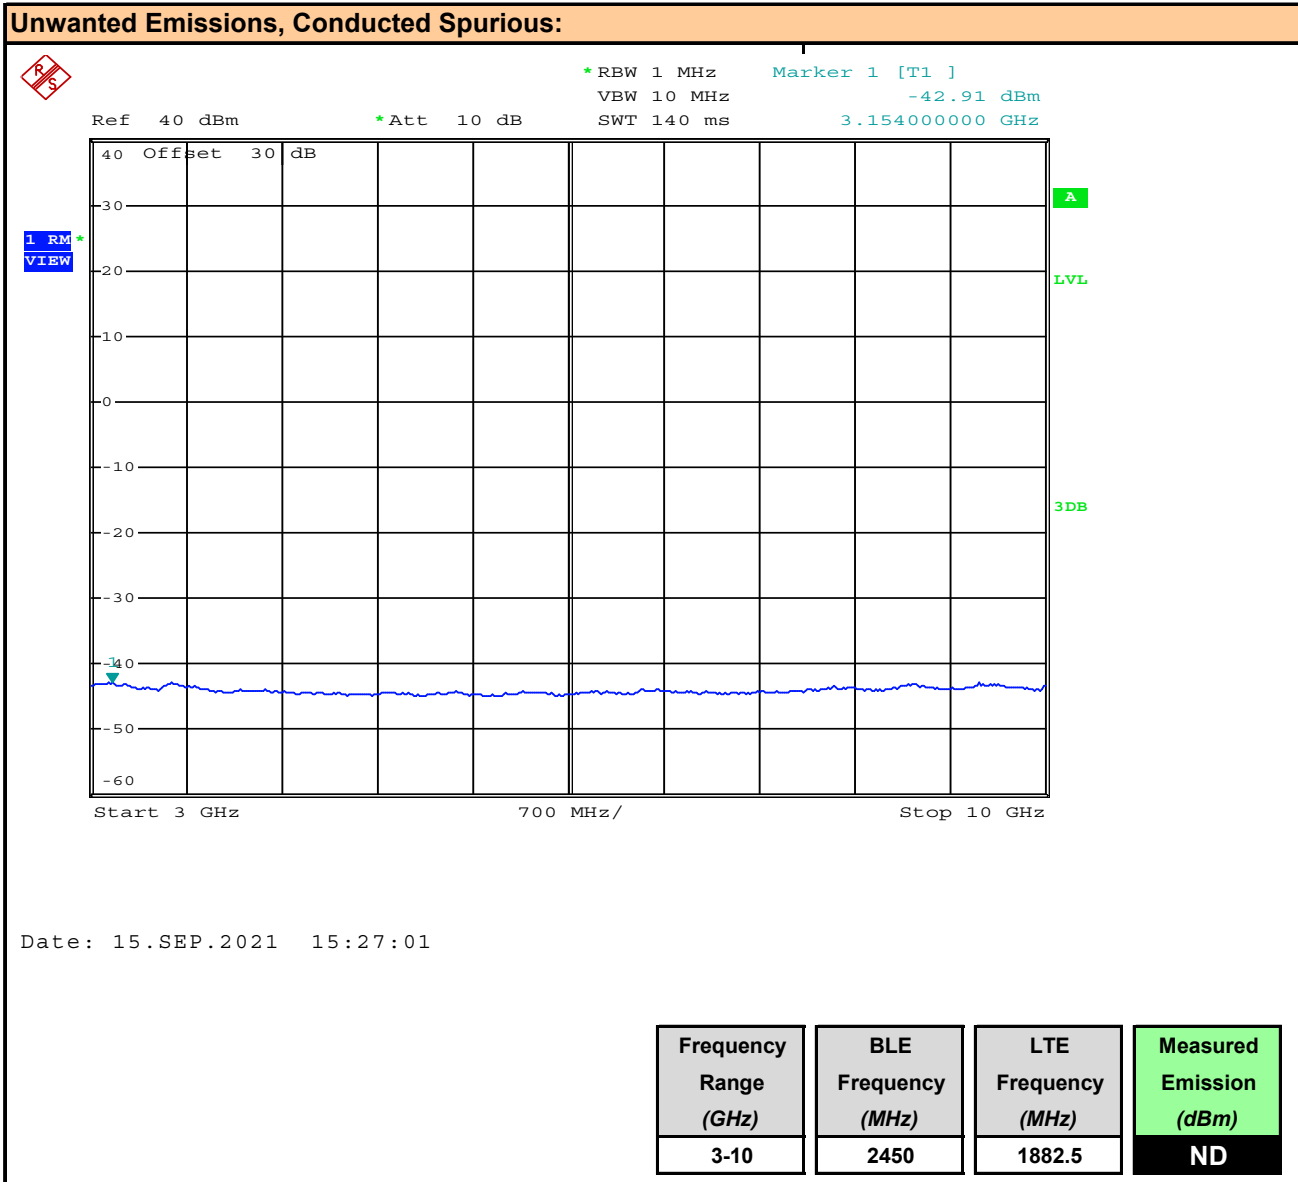 Unwanted Emissions, Conducted Spurious:
R S
* RBW 1 MHz Marker 1 [T1 ]
VBW 10 MHz -42.91 dBm
Ref 40 dBm * Att 10 dB SWT 140 ms 3.154000000 GHz
40 Offset 30 dB
30
A
1 RM *
VIEW
20
LVL
10
0
-10
3DB
-20
-30
1
-40
-50
-60
Start 3 GHz 700 MHz/ Stop 10 GHz
Date: 15.SEP.2021 15:27:01
Frequency Range (GHz) BLE Frequency (MHz) LTE Frequency (MHz) Measured Emission (dBm)
3-10 2450 1882.5 ND